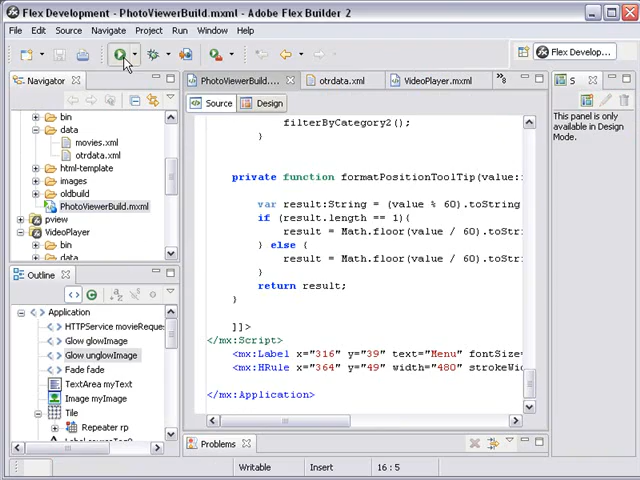 Flex Development - PhotoViewerBuild.mxml - Adobe Flex Builder 2
File Edit Source Navigate Project Run Window Help
Flex Develop...
Navigator
bin
data
movies.xml
otrdata.xml
html-template
images
oldbuild
PhotoViewerBuild.mxml
pview
VideoPlayer
bin
data
Outline
Application
HTTPService movieReque
Glow glowImage
Glow unglowImage
Fade fade
TextArea myText
Image myImage
Tile
Repeater rp
PhotoViewerBuild....
otrdata.xml
VideoPlayer.mxml
»8
Source
Design
filterByCategory2();
}
private function formatPositionToolTip(value:
var result:String = (value % 60).toString
if (result.length == 1){
result = Math.floor(value / 60).toStr
} else {
result = Math.floor(value / 60).toStr
}
return result;
}
]]>
</mx:Script>
<mx:Label x="316" y="39" text="Menu" fontSize=
<mx:HRule x="364" y="49" width="480" strokeWi
</mx:Application>
S
This panel is only
available in Design
Mode.
Problems
Writable
Insert
16 : 5